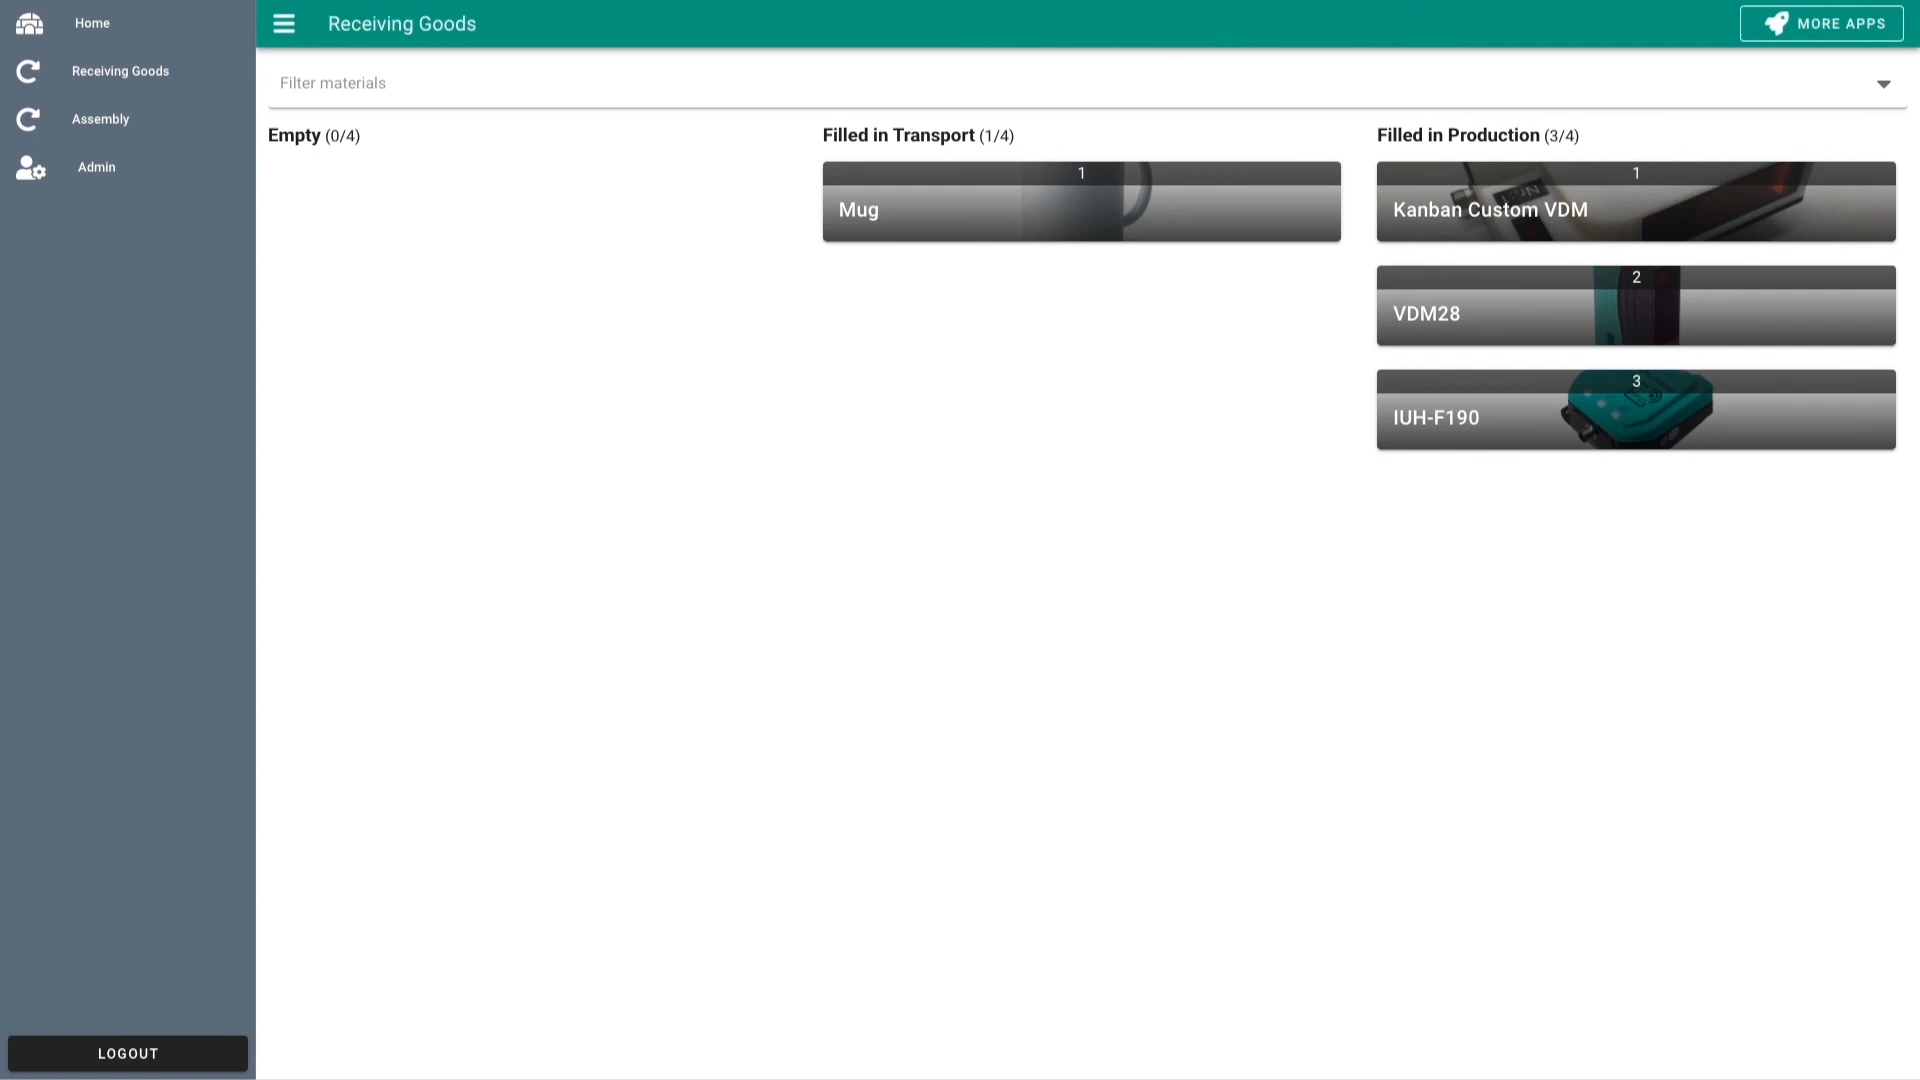 Home
Receiving Goods
Assembly
Admin
LOGOUT
Receiving Goods
MORE APPS
Filter materials
Empty (0/4)
Filled in Transport (1/4)
1
Mug
Filled in Production (3/4)
1
Kanban Custom VDM
2
VDM28
3
IUH-F190